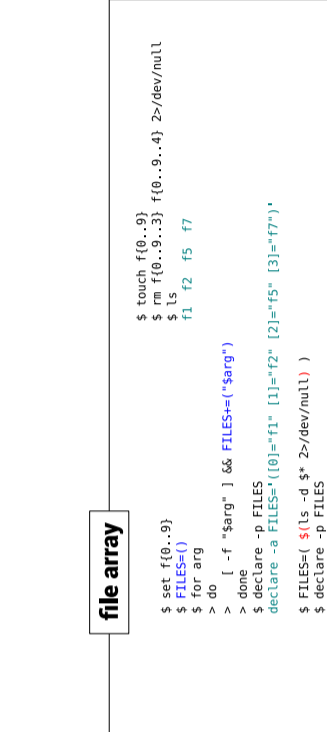 file array
$ touch f{0..9}
$ rm f{0..9..3} f{0..9..4} 2>/dev/null
$ ls
f1 f2 f5 f7
$ set f{0..9}
$ FILES=()
$ for arg
> do
> [ -f "$arg" ] && FILES+=("$arg")
> done
$ declare -p FILES
declare -a FILES='([0]="f1" [1]="f2" [2]="f5" [3]="f7")'
$ FILES=( $(ls -d $* 2>/dev/null) )
$ declare -p FILES